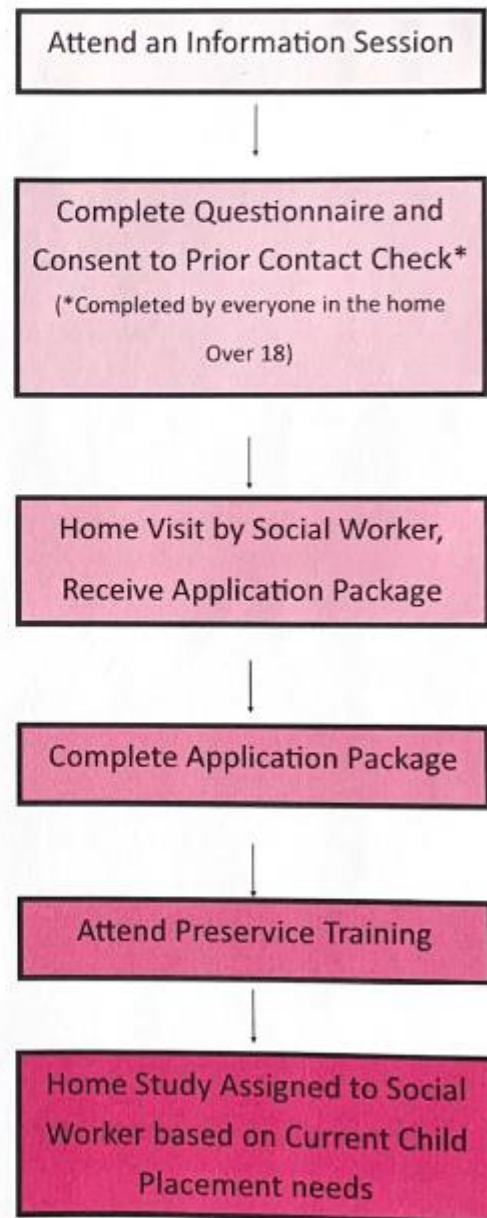 Attend an Information Session
Complete Questionnaire and
Consent to Prior Contact Check*
(*Completed by everyone in the home
Over 18)
Home Visit by Social Worker,
Receive Application Package
Complete Application Package
Attend Preservice Training
Home Study Assigned to Social
Worker based on Current Child
Placement needs